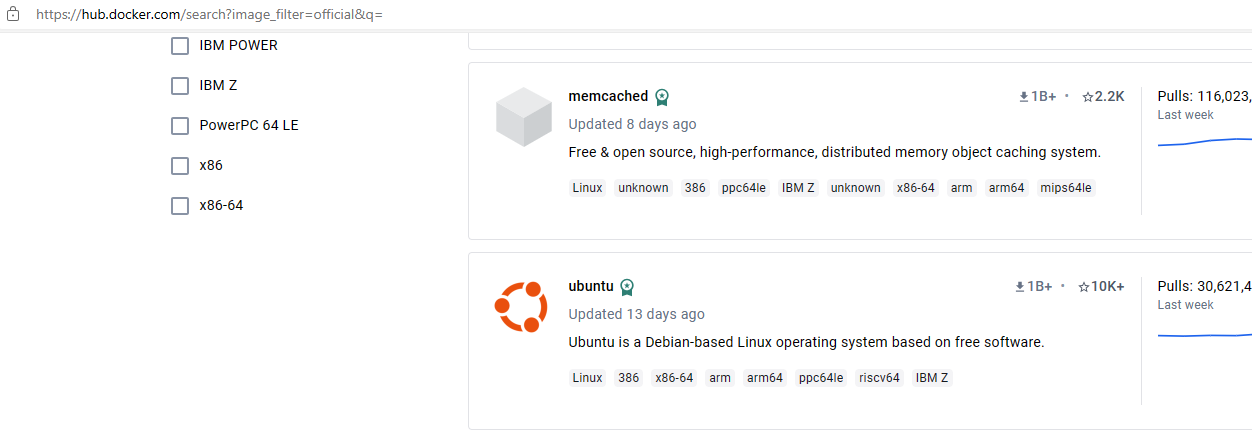 https://hub.docker.com/search?image_filter=official&q=
IBM POWER
IBM Z
PowerPC 64 LE
x86
x86-64
memcached
1B+ • 2.2K
Updated 8 days ago
Free & open source, high-performance, distributed memory object caching system.
Linux unknown 386 ppc64le IBM Z unknown x86-64 arm arm64 mips64le
Pulls: 116,023,
Last week
ubuntu
1B+ • 10K+
Updated 13 days ago
Ubuntu is a Debian-based Linux operating system based on free software.
Linux 386 x86-64 arm arm64 ppc64le riscv64 IBM Z
Pulls: 30,621,4
Last week